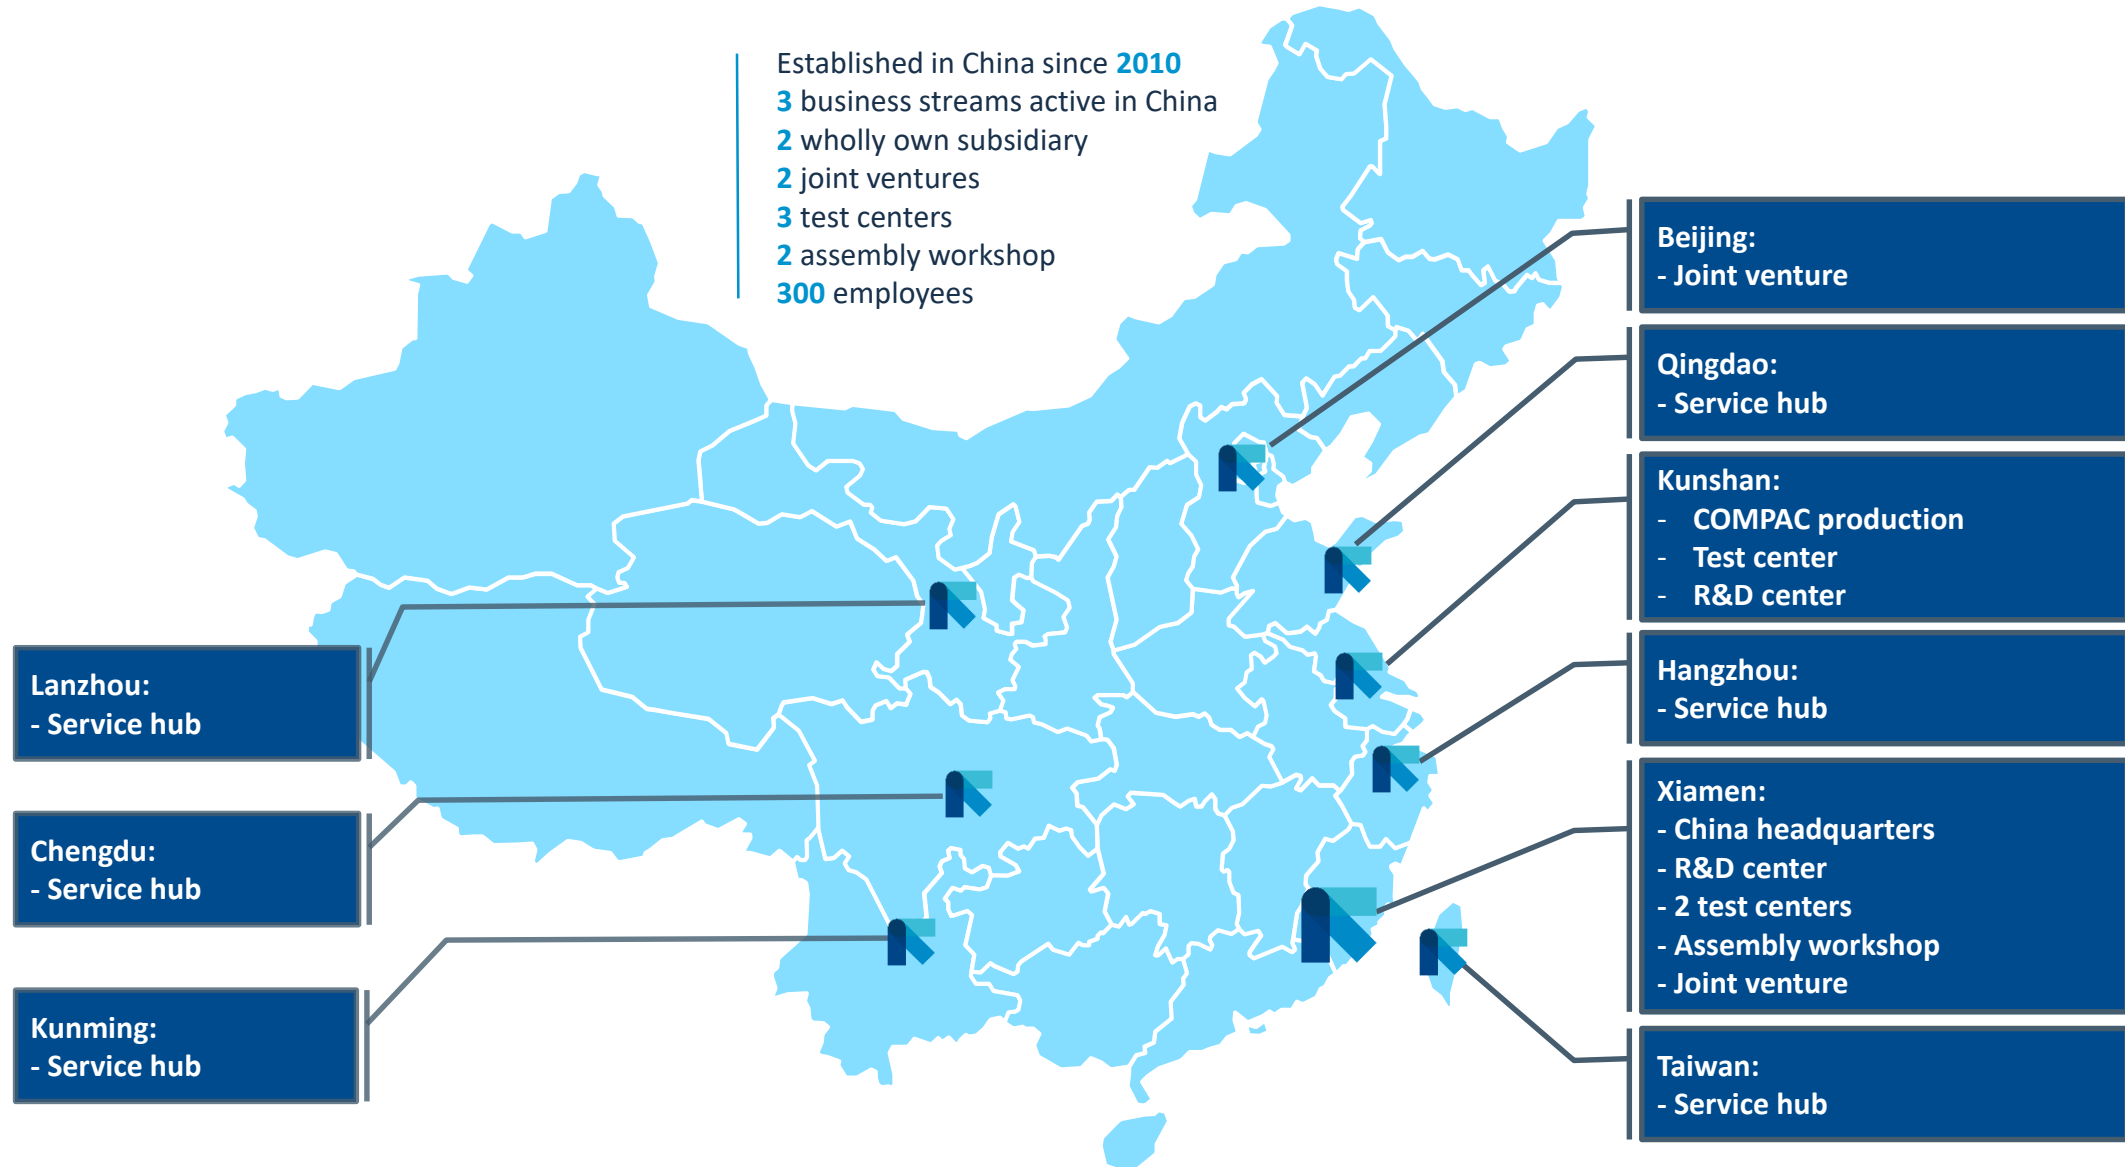 Established in China since 2010
3 business streams active in China
2 wholly own subsidiary
2 joint ventures
3 test centers
2 assembly workshop
300 employees
Beijing:
- Joint venture
Qingdao:
- Service hub
Kunshan:
- COMPAC production
- Test center
- R&D center
Hangzhou:
- Service hub
Xiamen:
- China headquarters
- R&D center
- 2 test centers
- Assembly workshop
- Joint venture
Taiwan:
- Service hub
Lanzhou:
- Service hub
Chengdu:
- Service hub
Kunming:
- Service hub